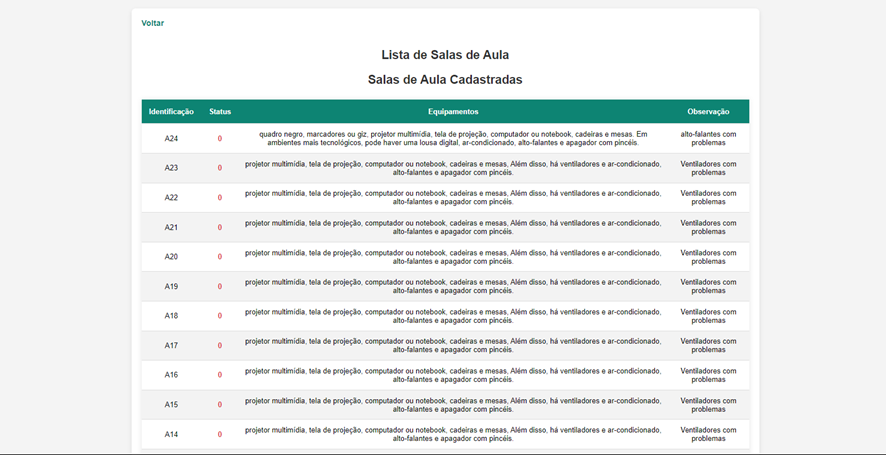 Voltar
Lista de Salas de Aula
Salas de Aula Cadastradas
Identificação Status Equipamentos Observação
A24 0 quadro negro, marcadores ou giz, projetor multimídia, tela de projeção, computador ou notebook, cadeiras e mesas. Em alto-falantes com
ambientes mais tecnológicos, pode haver uma lousa digital, ar-condicionado, alto-falantes e apagador com pincéis. problemas
A23 0 projetor multimídia, tela de projeção, computador ou notebook, cadeiras e mesas, Além disso, há ventiladores e ar-condicionado, Ventiladores com
alto-falantes e apagador com pincéis. problemas
A22 0 projetor multimídia, tela de projeção, computador ou notebook, cadeiras e mesas, Além disso, há ventiladores e ar-condicionado, Ventiladores com
alto-falantes e apagador com pincéis. problemas
A21 0 projetor multimídia, tela de projeção, computador ou notebook, cadeiras e mesas, Além disso, há ventiladores e ar-condicionado, Ventiladores com
alto-falantes e apagador com pincéis. problemas
A20 0 projetor multimídia, tela de projeção, computador ou notebook, cadeiras e mesas, Além disso, há ventiladores e ar-condicionado, Ventiladores com
alto-falantes e apagador com pincéis. problemas
A19 0 projetor multimídia, tela de projeção, computador ou notebook, cadeiras e mesas, Além disso, há ventiladores e ar-condicionado, Ventiladores com
alto-falantes e apagador com pincéis. problemas
A18 0 projetor multimídia, tela de projeção, computador ou notebook, cadeiras e mesas, Além disso, há ventiladores e ar-condicionado, Ventiladores com
alto-falantes e apagador com pincéis. problemas
A17 0 projetor multimídia, tela de projeção, computador ou notebook, cadeiras e mesas, Além disso, há ventiladores e ar-condicionado, Ventiladores com
alto-falantes e apagador com pincéis. problemas
A16 0 projetor multimídia, tela de projeção, computador ou notebook, cadeiras e mesas, Além disso, há ventiladores e ar-condicionado, Ventiladores com
alto-falantes e apagador com pincéis. problemas
A15 0 projetor multimídia, tela de projeção, computador ou notebook, cadeiras e mesas, Além disso, há ventiladores e ar-condicionado, Ventiladores com
alto-falantes e apagador com pincéis. problemas
A14 0 projetor multimídia, tela de projeção, computador ou notebook, cadeiras e mesas, Além disso, há ventiladores e ar-condicionado, Ventiladores com
alto-falantes e apagador com pincéis. problemas